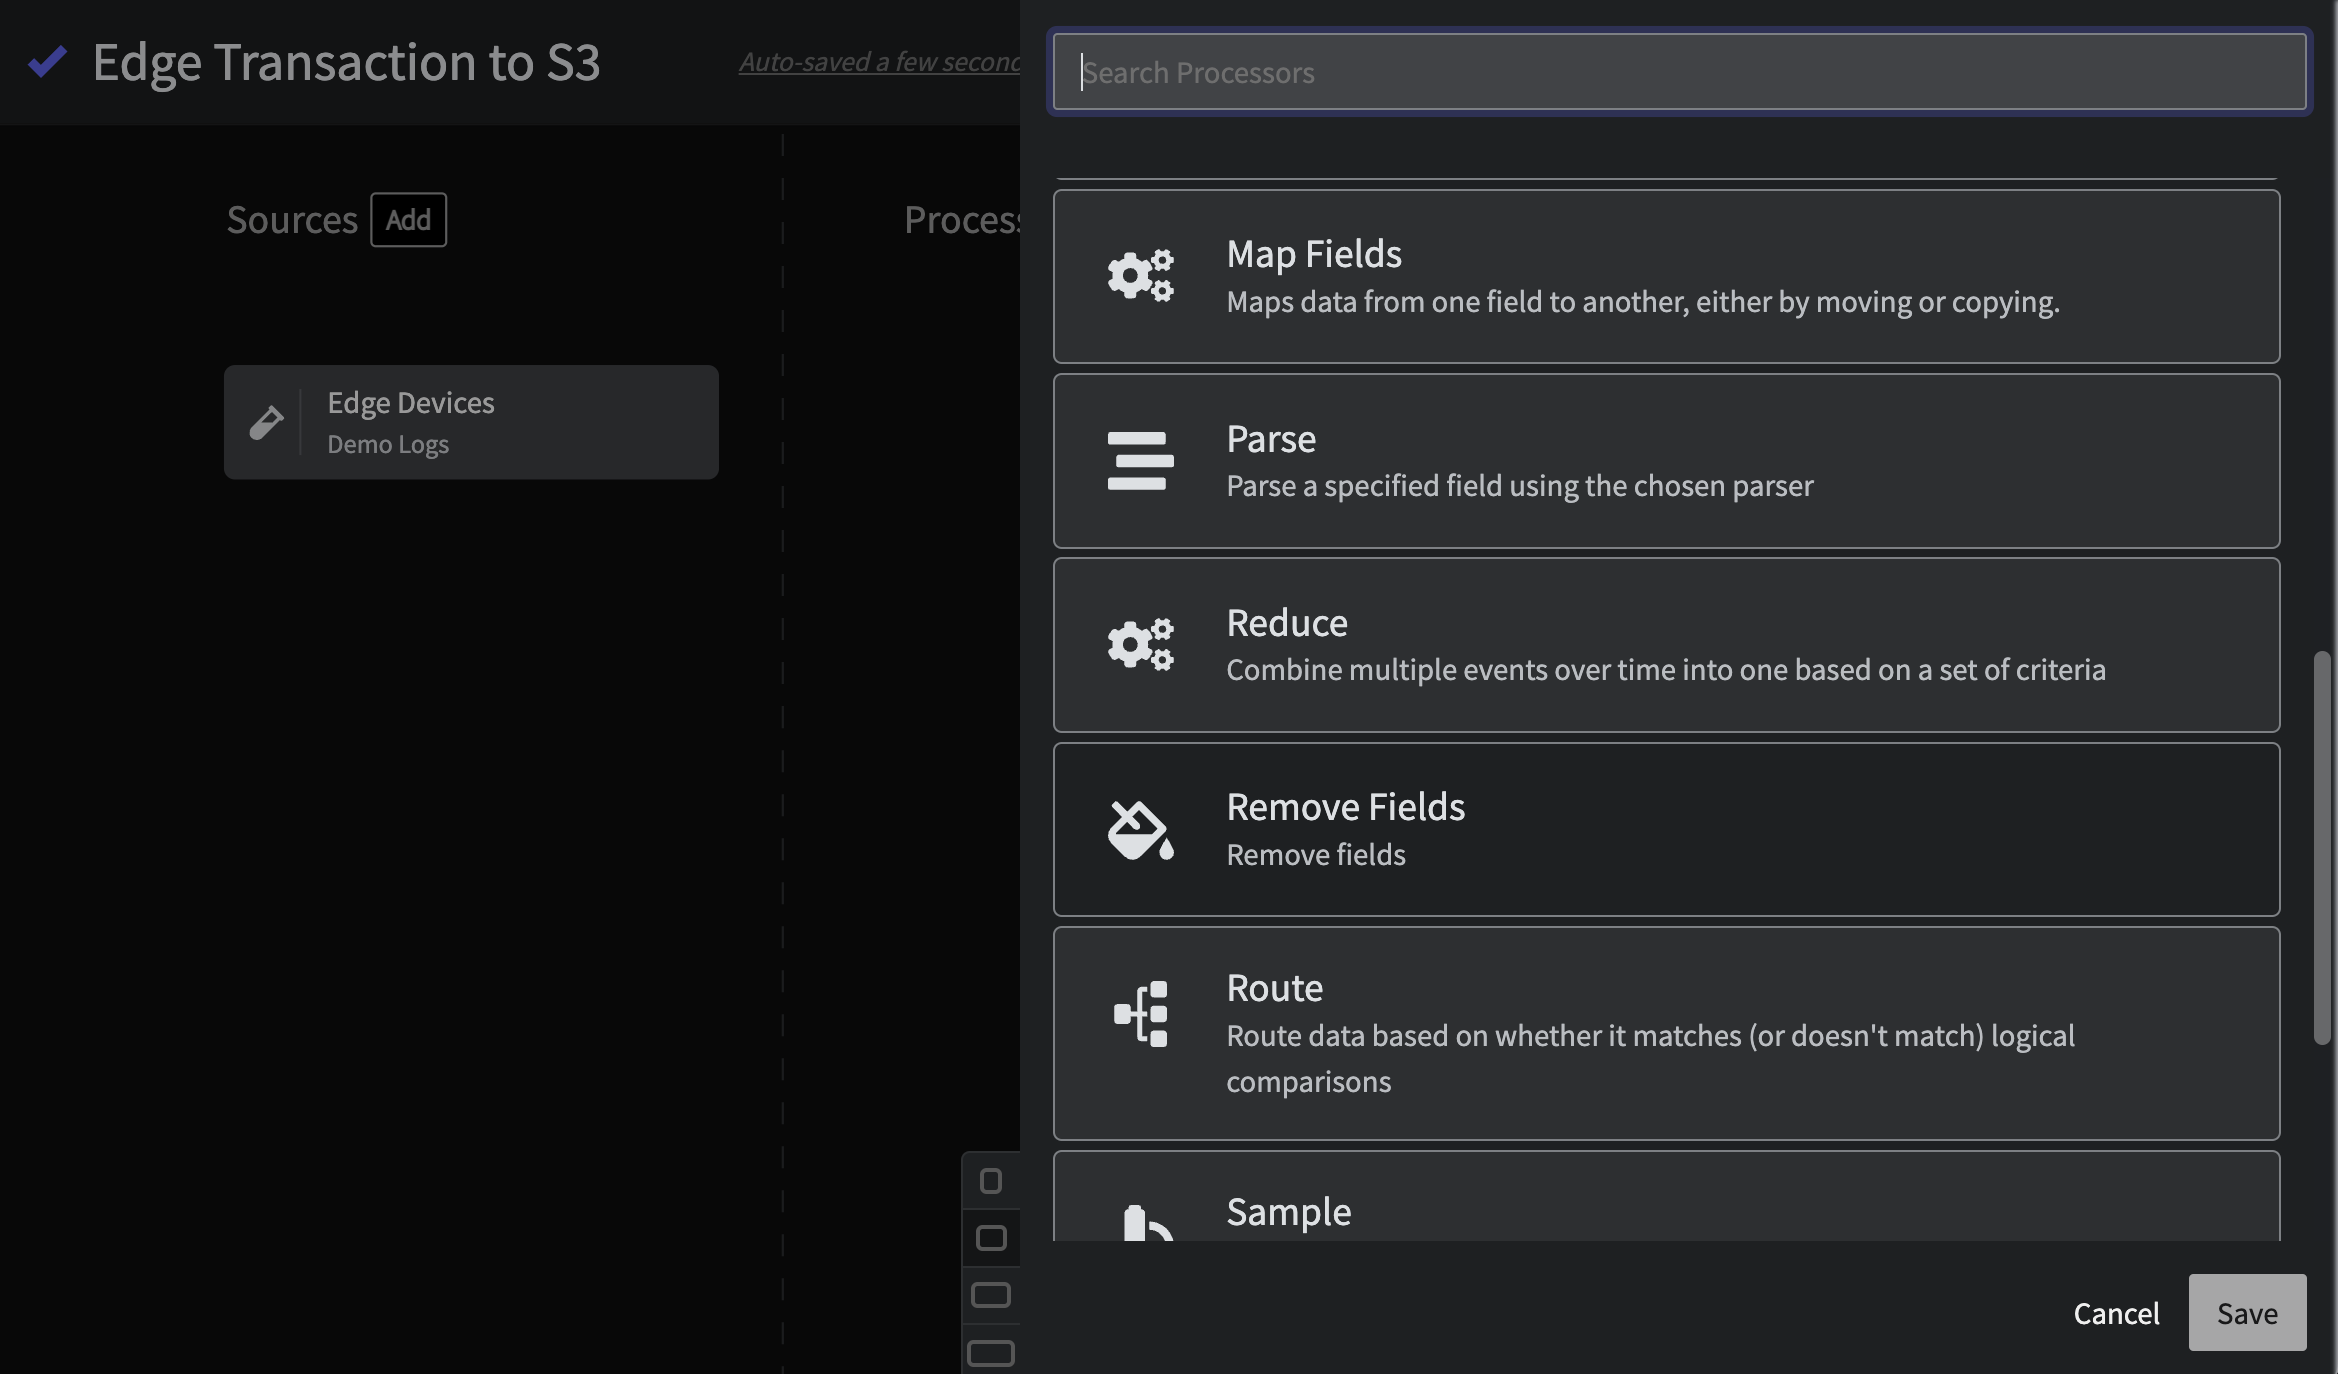 Edge Transaction to S3
Auto-saved a few
Search Processors
Sources
Add
Edge Devices
Demo Logs
Map Fields
Maps data from one field to another, either by moving or copying.
Parse
Parse a specified field using the chosen parser
Reduce
Combine multiple events over time into one based on a set of criteria
Remove Fields
Remove fields
Route
Route data based on whether it matches (or doesn't match) logical
comparisons
Sample
Cancel
Save